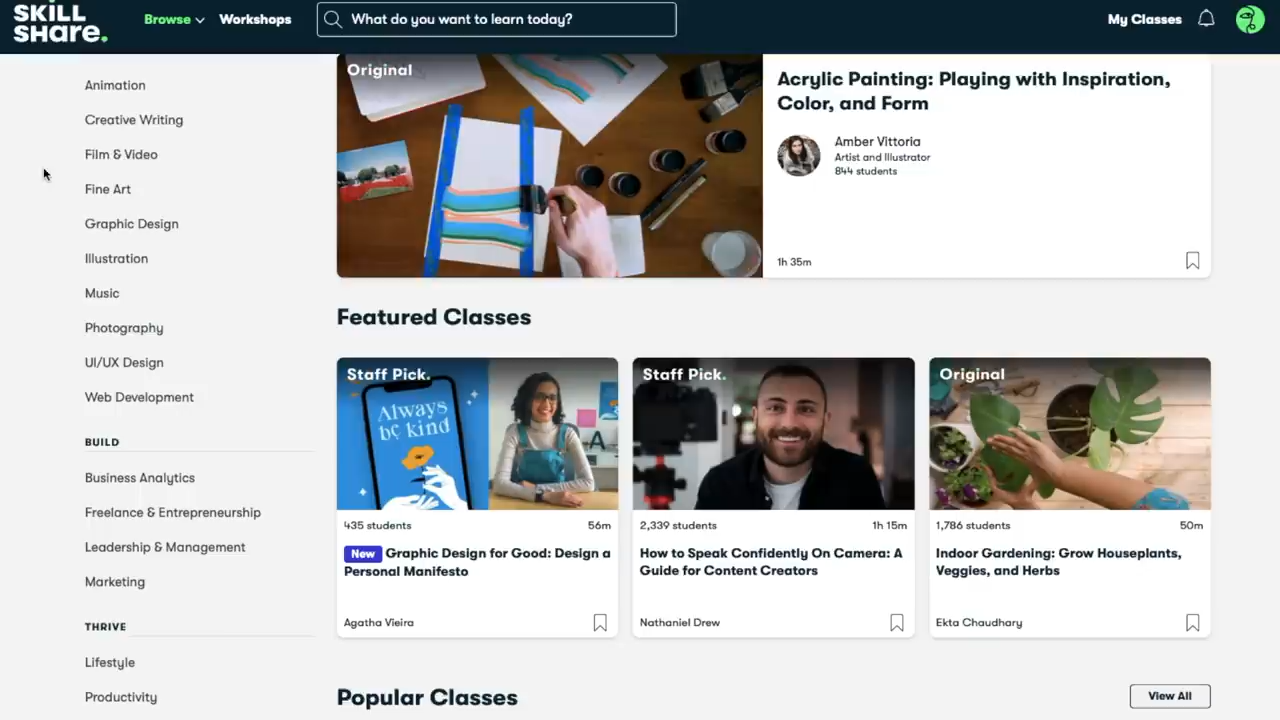 SKILL
SHARE.
Browse
Workshops
What do you want to learn today?
My Classes
Animation
Creative Writing
Film & Video
Fine Art
Graphic Design
Illustration
Music
Photography
UI/UX Design
Web Development
BUILD
Business Analytics
Freelance & Entrepreneurship
Leadership & Management
Marketing
THRIVE
Lifestyle
Productivity
Original
Acrylic Painting: Playing with Inspiration,
Color, and Form
Amber Vittoria
Artist and Illustrator
844 students
1h 35m
Featured Classes
Staff Pick.
Always
be kind
A
435 students
56m
New Graphic Design for Good: Design a
Personal Manifesto
Agatha Vieira
Staff Pick.
2,339 students
1h 15m
How to Speak Confidently On Camera: A
Guide for Content Creators
Nathaniel Drew
Original
1,786 students
50m
Indoor Gardening: Grow Houseplants,
Veggies, and Herbs
Ekta Chaudhary
Popular Classes
View All